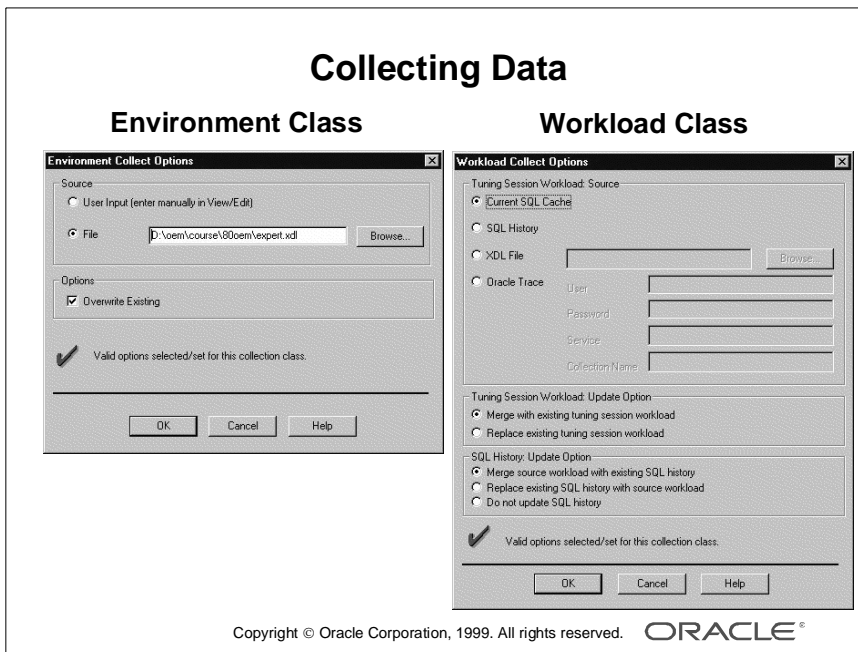 Collecting Data
Environment Class
Environment Collect Options
Source
User Input (enter manually in View/Edit)
File
D:\oem\course\80oem\expert.xdl
Browse...
Options
Overwrite Existing
Valid options selected/set for this collection class.
OK
Cancel
Help
Workload Class
Workload Collect Options
Tuning Session Workload: Source
Current SQL Cache
SQL History
XDL File
Browse...
Oracle Trace
User
Password
Service
Collection Name
Tuning Session Workload: Update Option
Merge with existing tuning session workload
Replace existing tuning session workload
SQL History: Update Option
Merge source workload with existing SQL history
Replace existing SQL history with source workload
Do not update SQL history
Valid options selected/set for this collection class.
OK
Cancel
Help
Copyright © Oracle Corporation, 1999. All rights reserved.
ORACLE®